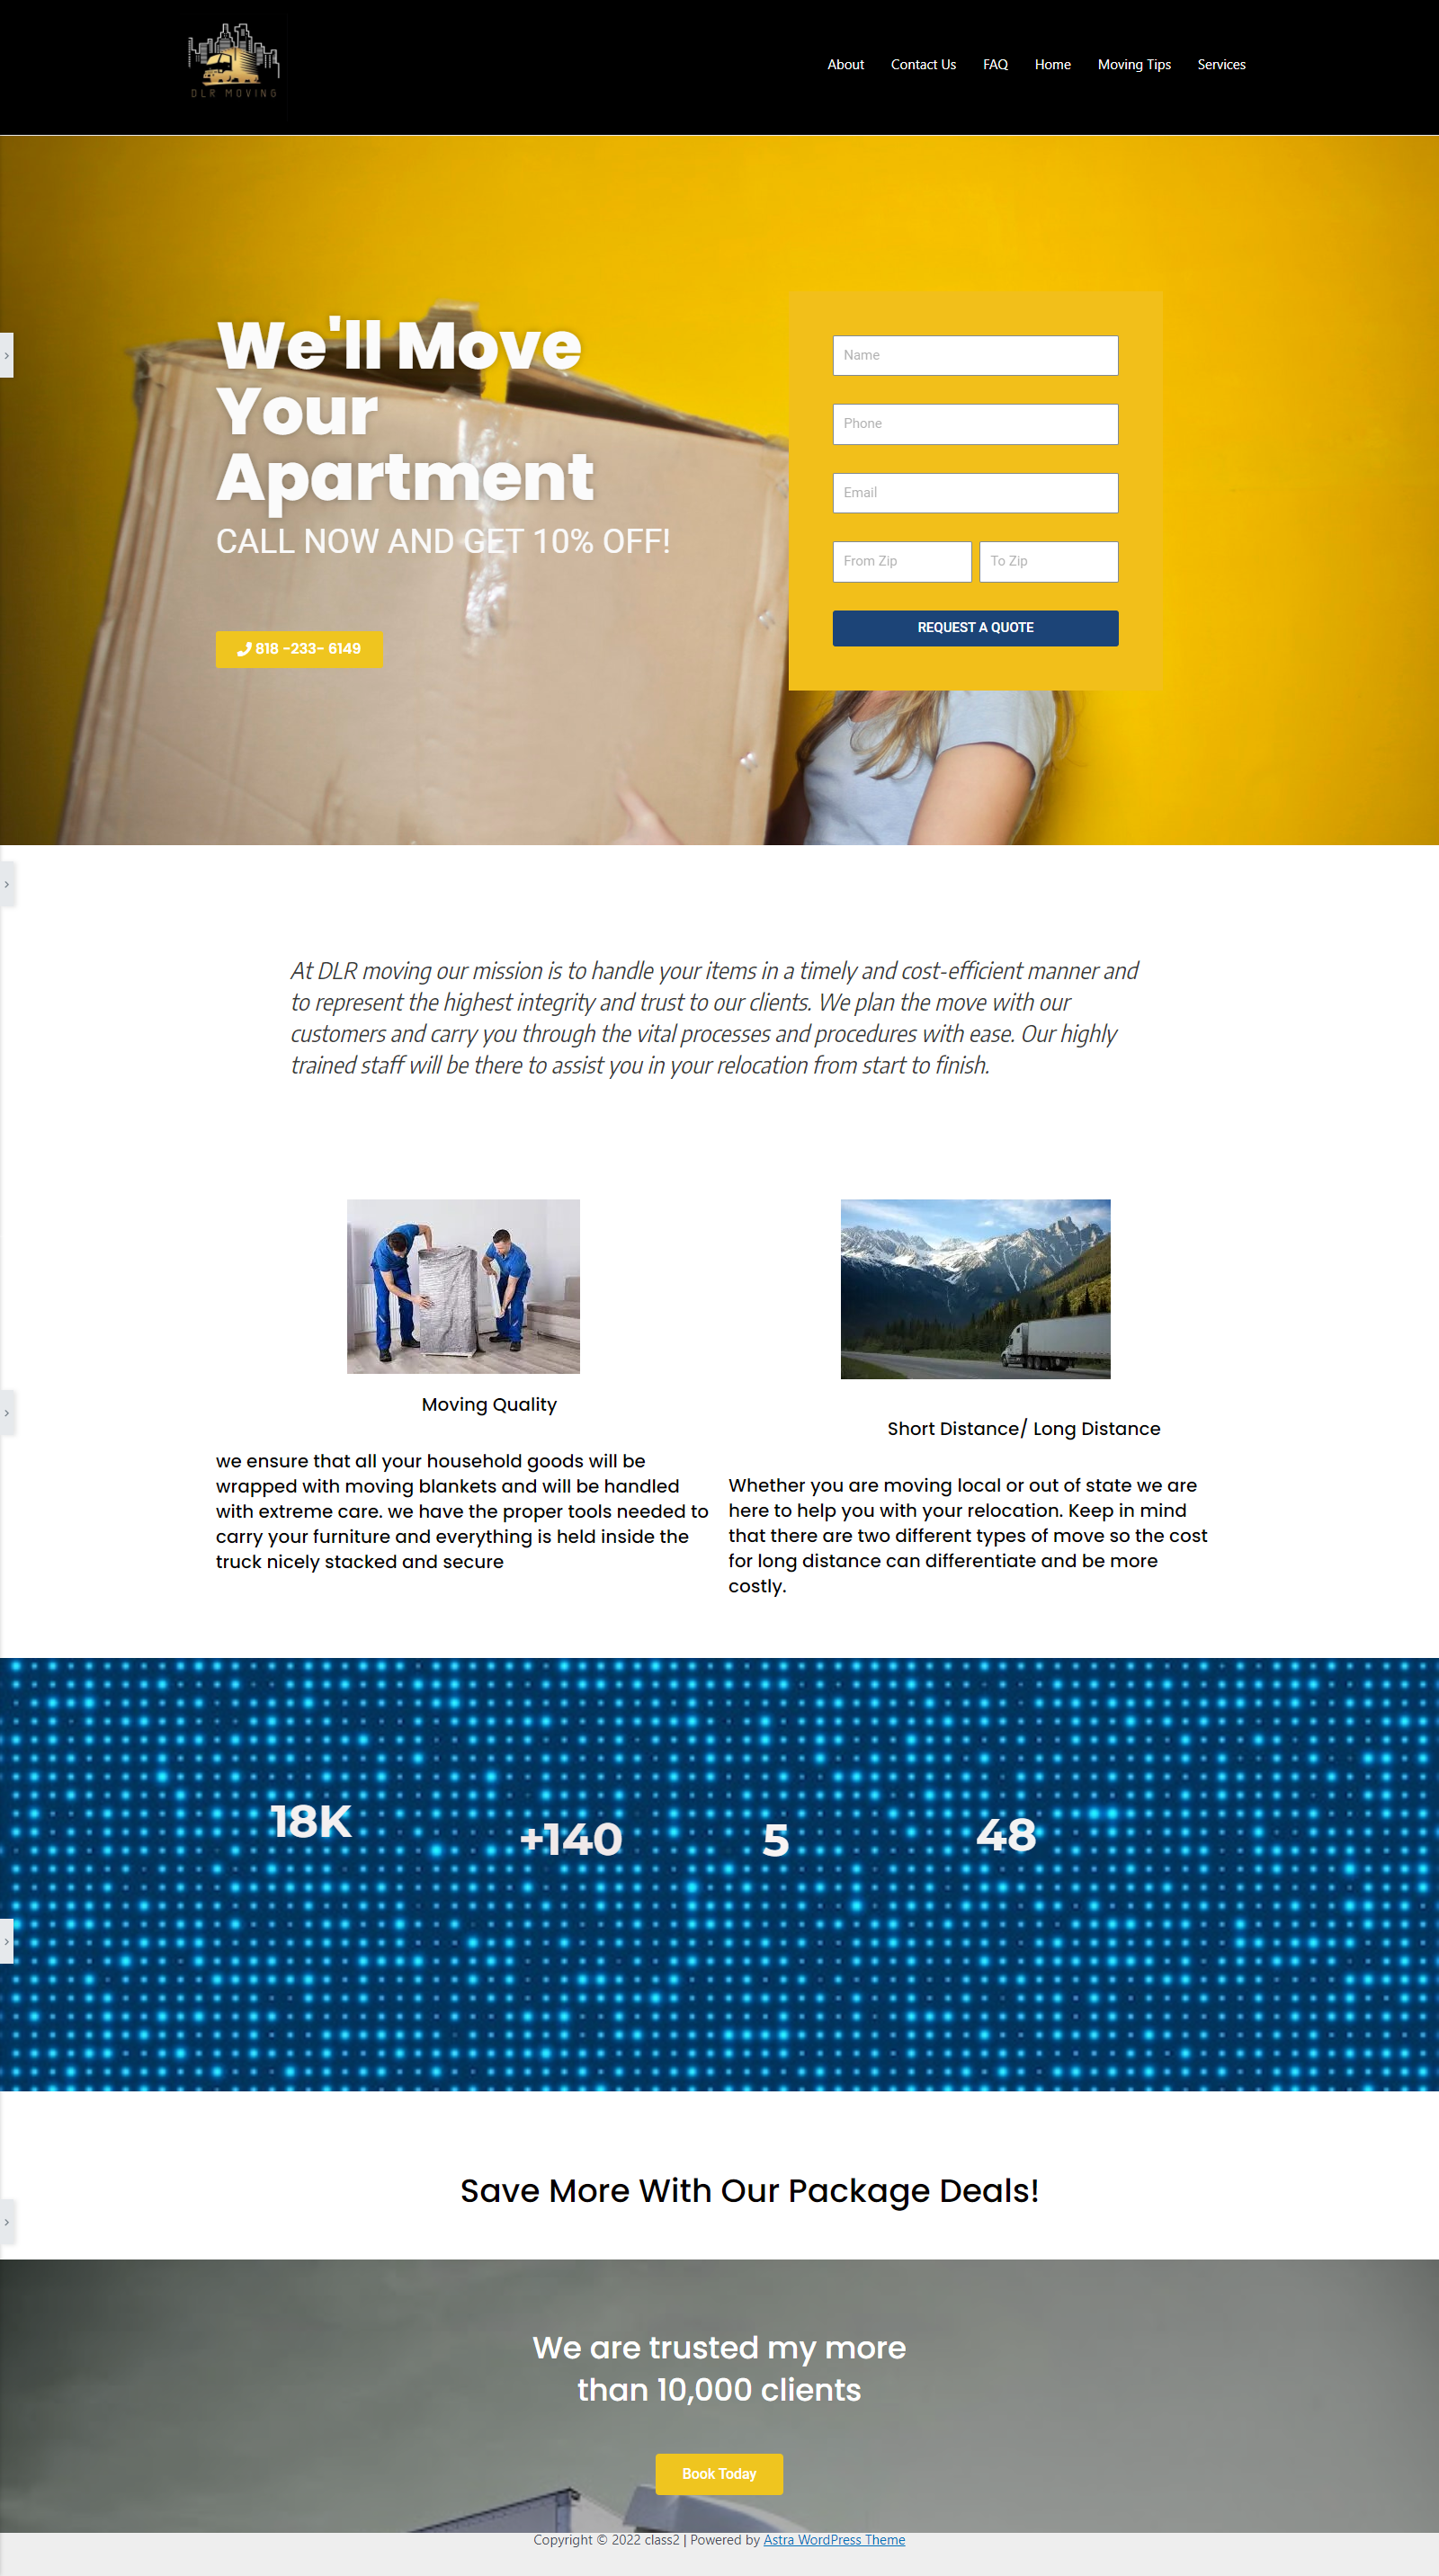 DLR MOVING
About Contact Us FAQ Home Moving Tips Services
We'll Move
Your
Apartment
CALL NOW AND GET 10% OFF!
818 -233- 6149
Name
Phone
Email
From Zip To Zip
REQUEST A QUOTE
At DLR moving our mission is to handle your items in a timely and cost-efficient manner and
to represent the highest integrity and trust to our clients. We plan the move with our
customers and carry you through the vital processes and procedures with ease. Our highly
trained staff will be there to assist you in your relocation from start to finish.
Moving Quality
we ensure that all your household goods will be
wrapped with moving blankets and will be handled
with extreme care. we have the proper tools needed to
carry your furniture and everything is held inside the
truck nicely stacked and secure
Short Distance/ Long Distance
Whether you are moving local or out of state we are
here to help you with your relocation. Keep in mind
that there are two different types of move so the cost
for long distance can differentiate and be more
costly.
18K
+140
5
48
Save More With Our Package Deals!
We are trusted my more
than 10,000 clients
Book Today
Copyright © 2022 class2 | Powered by Astra WordPress Theme